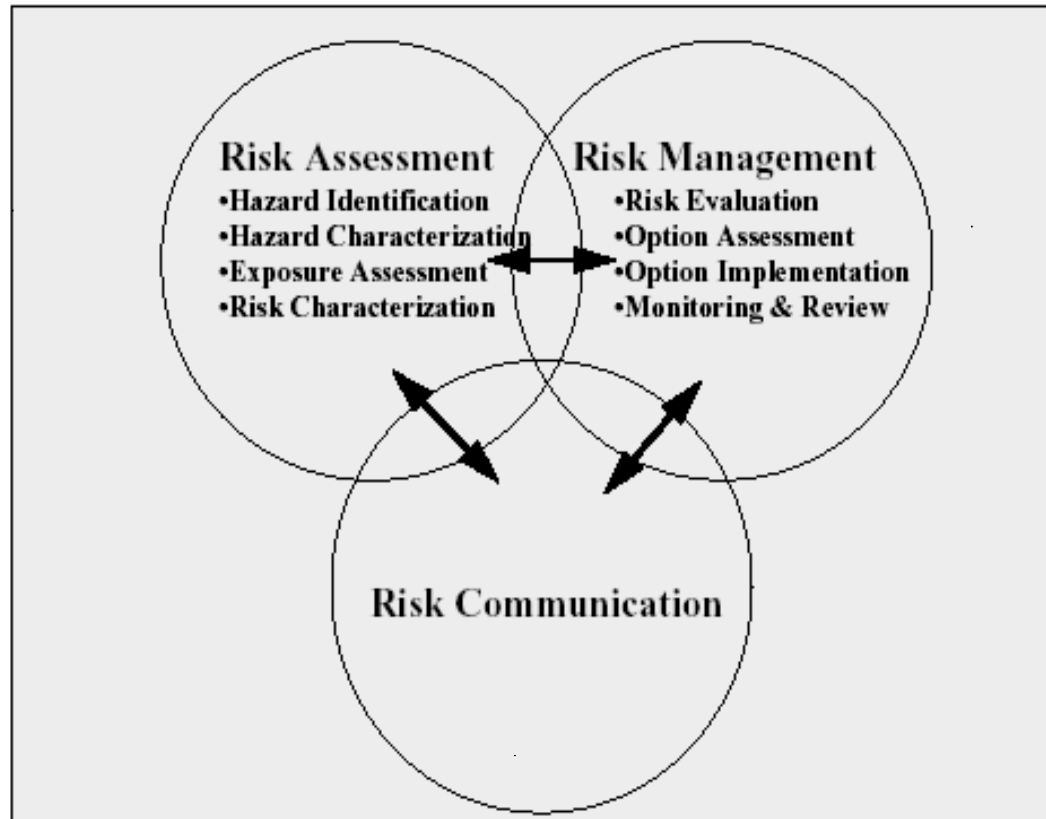 Risk Assessment
•Hazard Identification
•Hazard Characterization
•Exposure Assessment
•Risk Characterization
Risk Management
•Risk Evaluation
•Option Assessment
•Option Implementation
•Monitoring & Review
Risk Communication